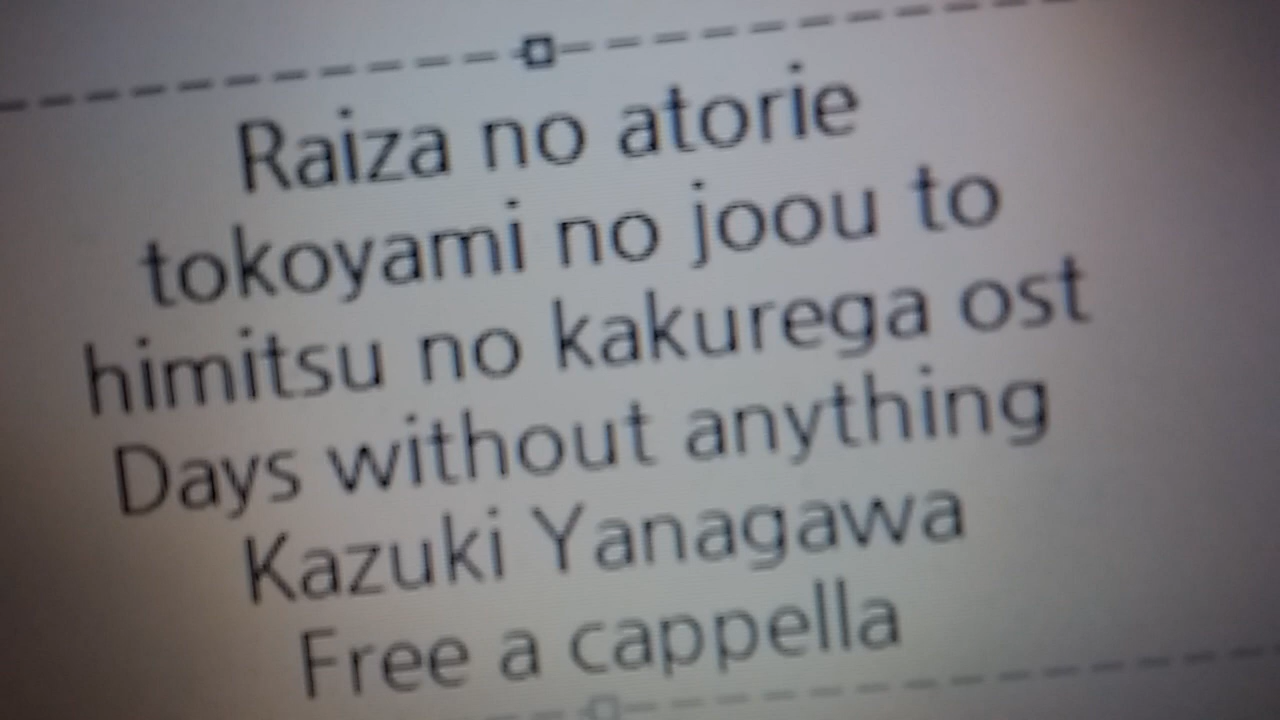 Raiza no atorie
tokoyami no joou to
himitsu no kakurega ost
Days without anything
Kazuki Yanagawa
Free a cappella